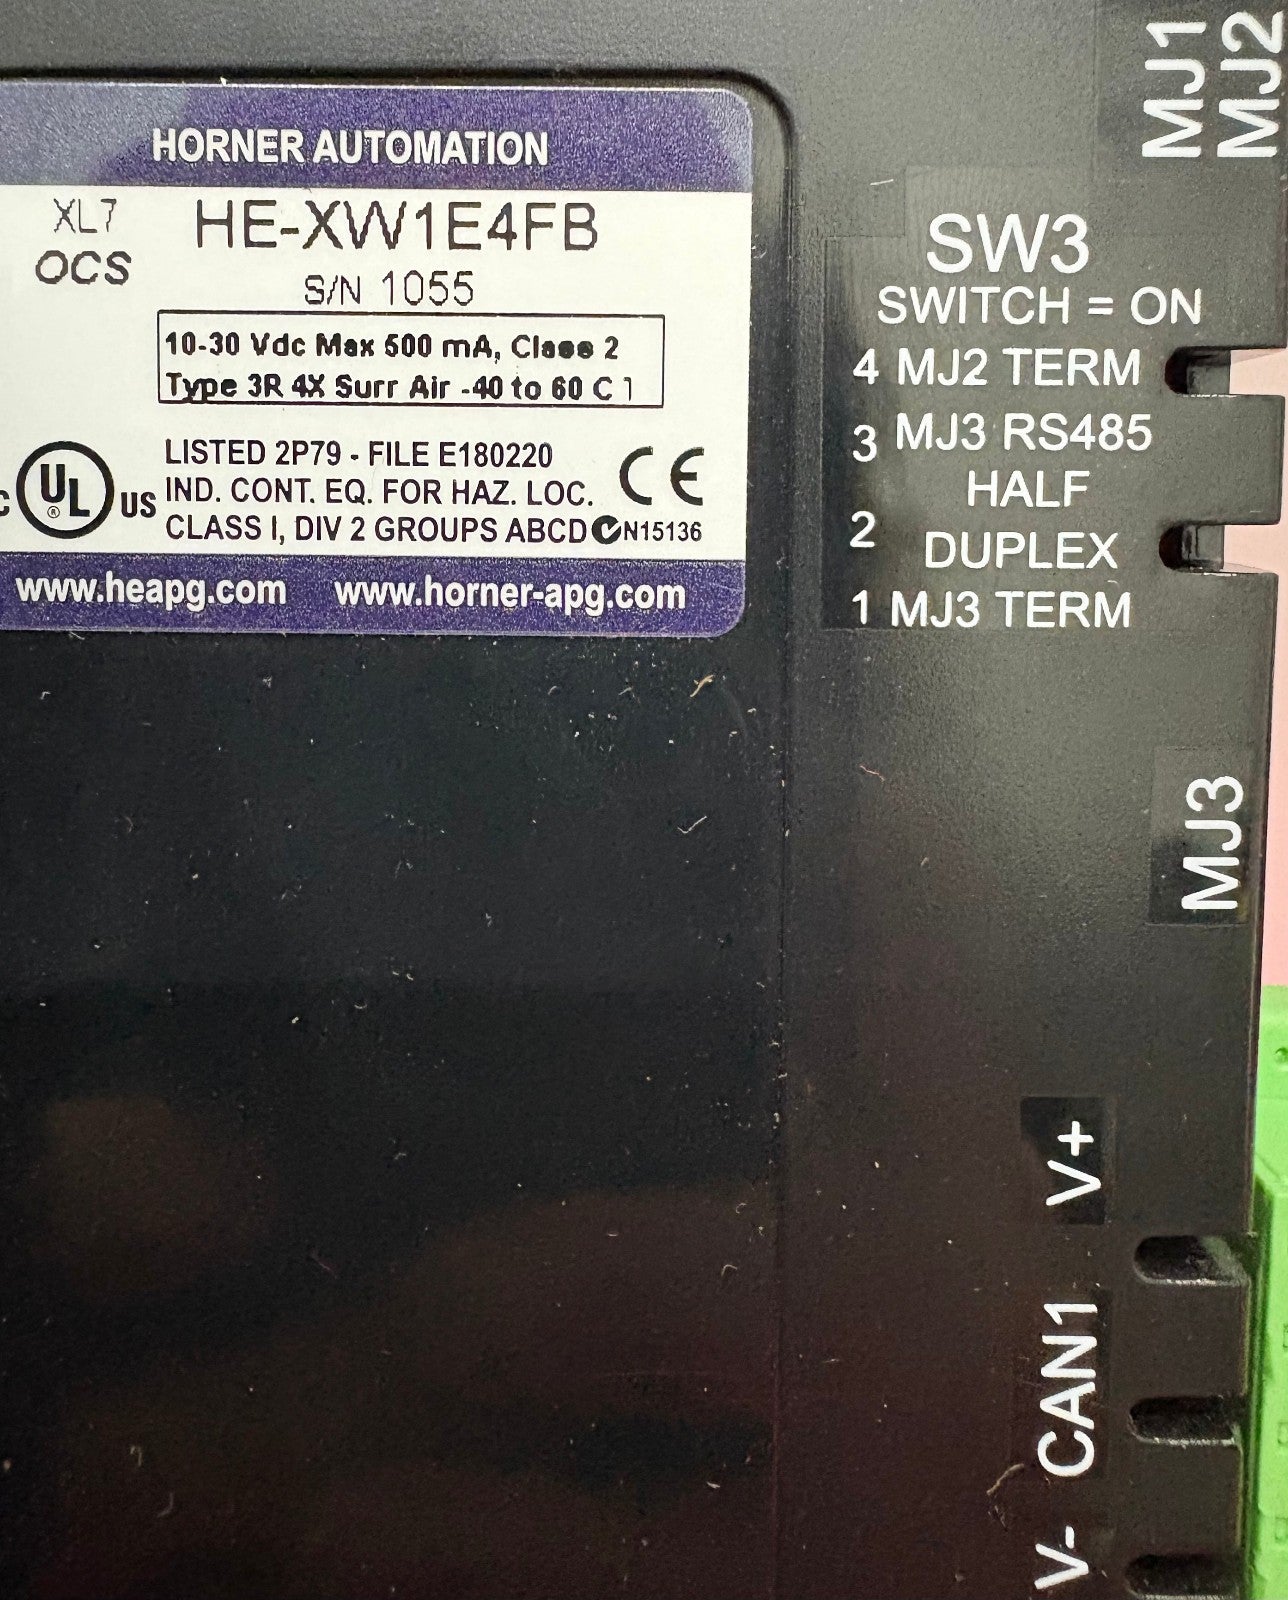 HORNER AUTOMATION
XL7
OCS
HE-XW1E4FB
S/N 1055
10-30 Vdc Max 500 mA, Class 2
Type 3R 4X Surr Air -40 to 60 C 1
C UL ® US
LISTED 2P79 - FILE E180220
IND. CONT. EQ. FOR HAZ. LOC.
CLASS I, DIV 2 GROUPS ABCD
CE
N15136
www.heapg.com www.horner-apg.com
MJ1
MJ2
SW3
SWITCH = ON
4 MJ2 TERM
3 MJ3 RS485
HALF
2 DUPLEX
1 MJ3 TERM
MJ3
V+
CAN1
V-